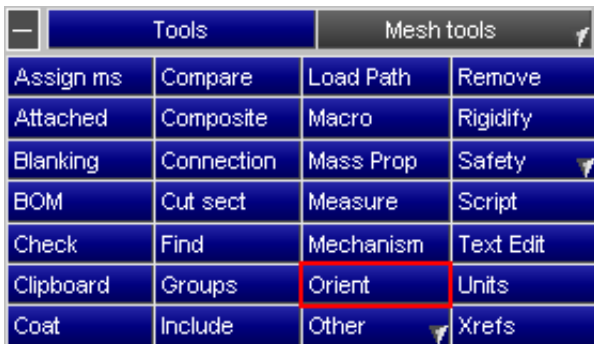 Tools Mesh tools
Assign ms Compare Load Path Remove
Attached Composite Macro Rigidify
Blanking Connection Mass Prop Safety
BOM Cut sect Measure Script
Check Find Mechanism Text Edit
Clipboard Groups Orient Units
Coat Include Other Xrefs